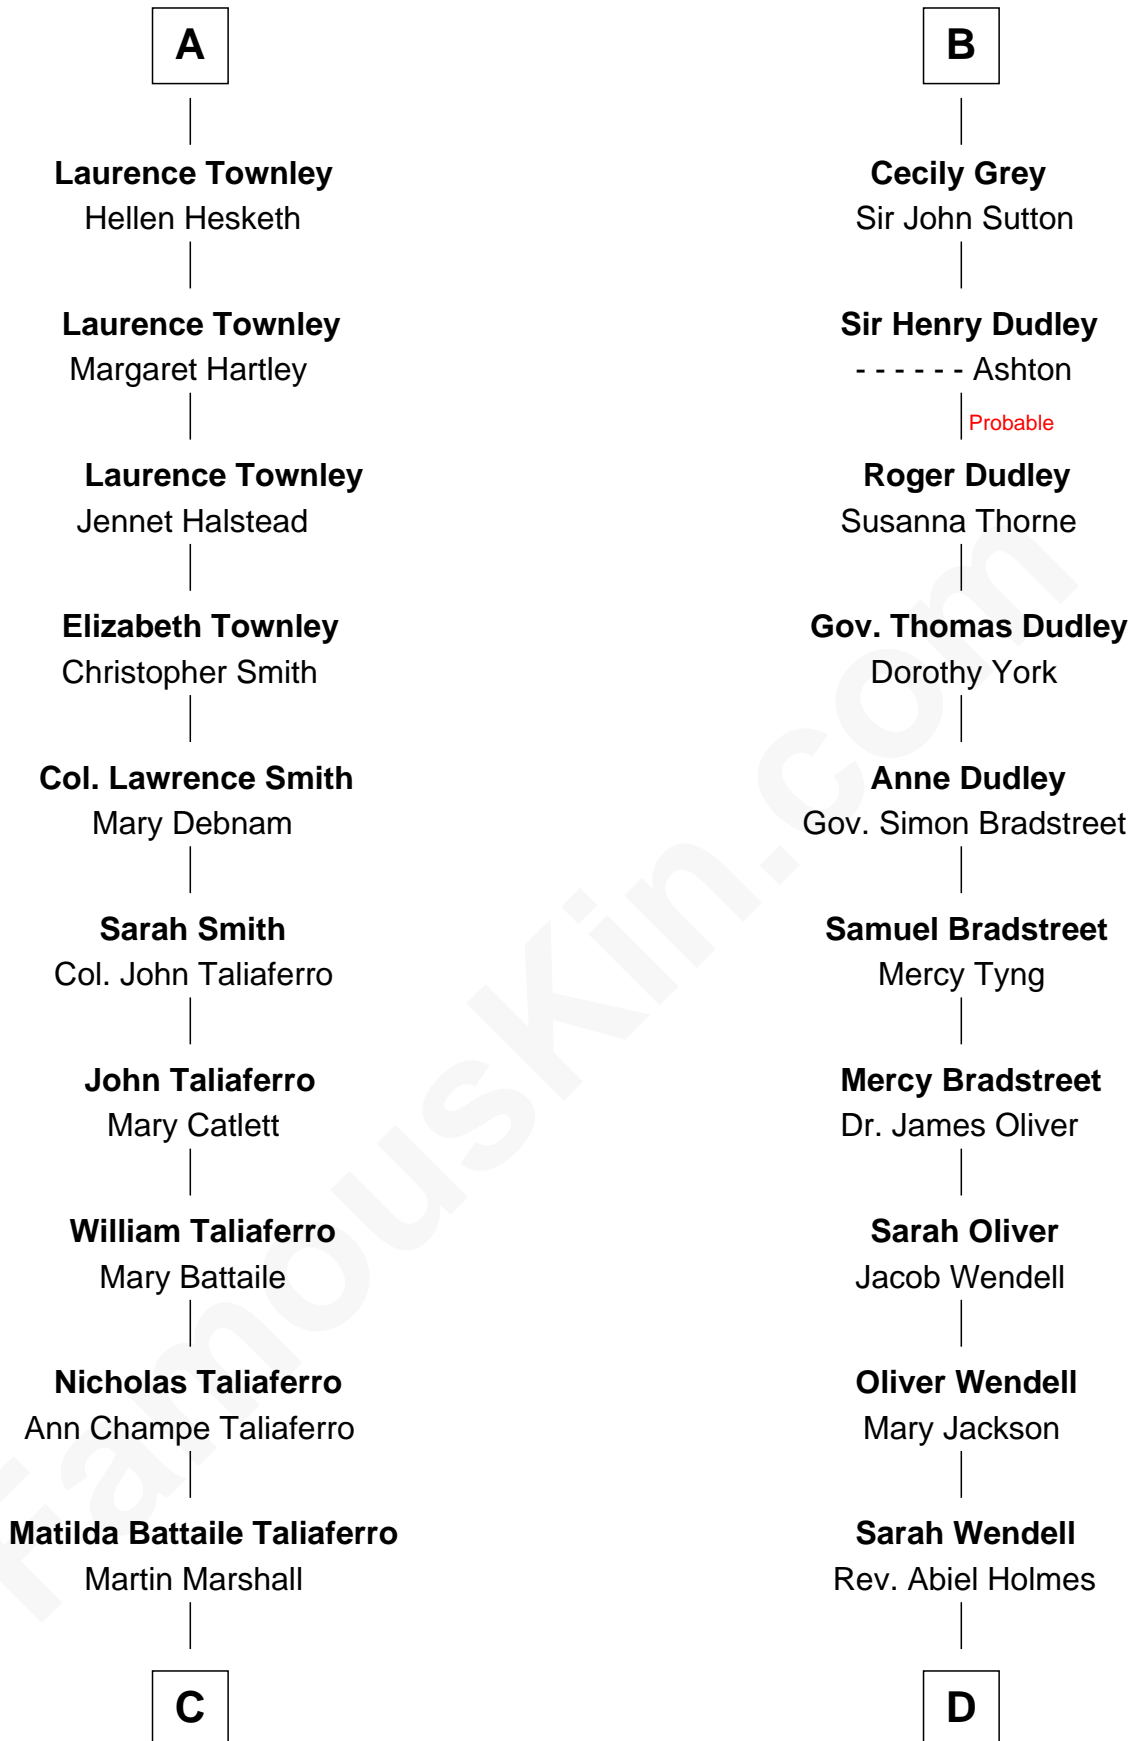 A
Laurence Townley
Hellen Hesketh
Laurence Townley
Margaret Hartley
Laurence Townley
Jennet Halstead
Elizabeth Townley
Christopher Smith
Col. Lawrence Smith
Mary Debnam
Sarah Smith
Col. John Taliaferro
John Taliaferro
Mary Catlett
William Taliaferro
Mary Battaile
Nicholas Taliaferro
Ann Champe Taliaferro
Matilda Battaile Taliaferro
Martin Marshall
C
B
Cecily Grey
Sir John Sutton
Sir Henry Dudley
- - - - - - Ashton
Probable
Roger Dudley
Susanna Thorne
Gov. Thomas Dudley
Dorothy York
Anne Dudley
Gov. Simon Bradstreet
Samuel Bradstreet
Mercy Tyng
Mercy Bradstreet
Dr. James Oliver
Sarah Oliver
Jacob Wendell
Oliver Wendell
Mary Jackson
Sarah Wendell
Rev. Abiel Holmes
D
FamousKin.com